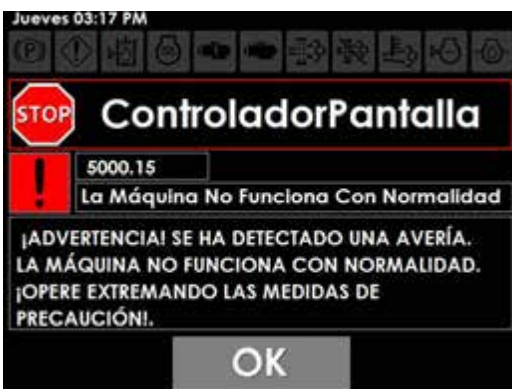 Jueves 03:17 PM
(P)
STOP
ControladorPantalla
!
5000.15
La Máquina No Funciona Con Normalidad
¡ADVERTENCIA! SE HA DETECTADO UNA AVERÍA.
LA MÁQUINA NO FUNCIONA CON NORMALIDAD.
¡OPERE EXTREMANDO LAS MEDIDAS DE
PRECAUCIÓN!.
OK